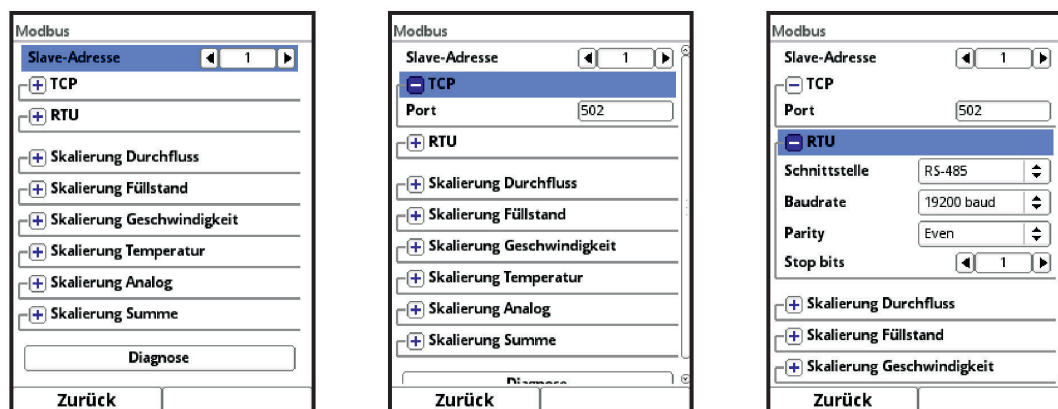 Modbus
Slave-Adresse 1
TCP
RTU
Skalierung Durchfluss
Skalierung Füllstand
Skalierung Geschwindigkeit
Skalierung Temperatur
Skalierung Analog
Skalierung Summe
Diagnose
Zurück
Modbus
Slave-Adresse 1
TCP
Port 502
RTU
Skalierung Durchfluss
Skalierung Füllstand
Skalierung Geschwindigkeit
Skalierung Temperatur
Skalierung Analog
Skalierung Summe
Diagnose
Zurück
Modbus
Slave-Adresse 1
TCP
Port 502
RTU
Schnittstelle RS-485
Baudrate 19200 baud
Parity Even
Stop bits 1
Skalierung Durchfluss
Skalierung Füllstand
Skalierung Geschwindigkeit
Zurück